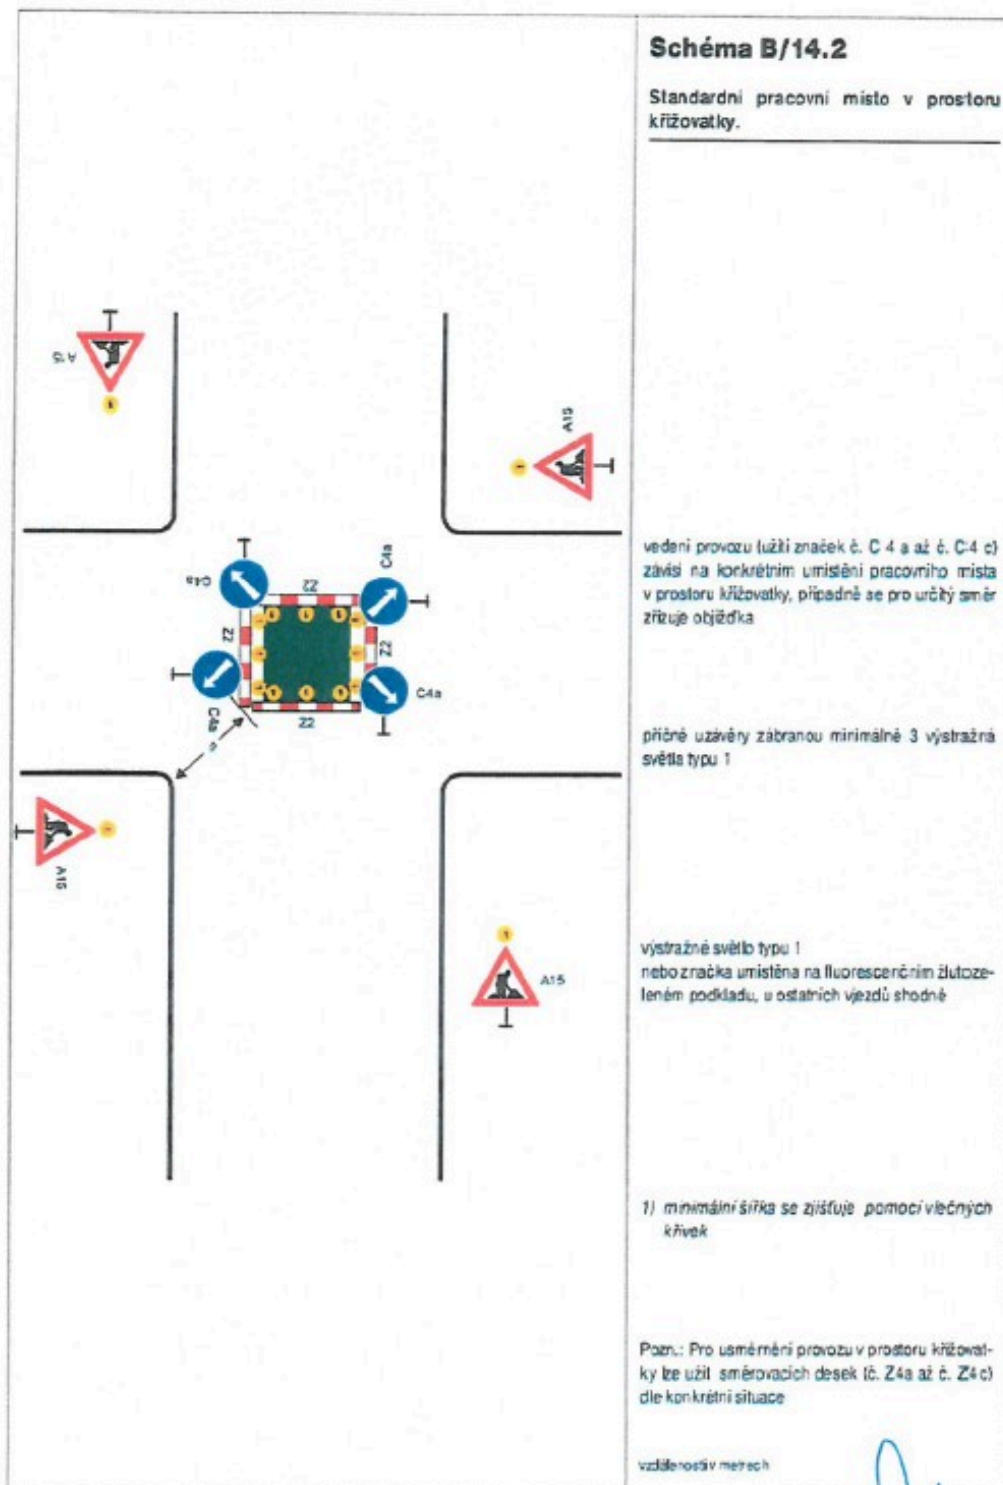 Schéma B/14.2
Standardní pracovní místo v prostoru
křižovatky.
A15
A15
vedení provozu (užití značek č. C 4 a až č. C 4 c)
závisí na konkrétním umístění pracovního místa
v prostoru křižovatky, případně se pro určitý směr
zřizuje objížďka
C4a
Z2
C4a
Z2
Z2
C4a
C4a
Z2
příčné uzávěry zábranou minimálně 3 výstražná
světla typu 1
A15
A15
výstražné světlo typu 1
nebo značka umístěna na fluorescenčním žlutoze-
leném podkladu, u ostatních vjezdů shodně
1) minimální šířka se zjišťuje pomocí vlečných
křivek
Pozn.: Pro usměrnění provozu v prostoru křižovat-
ky lze užít směrovacích desek (č. Z4a až č. Z4c)
dle konkrétní situace
vzdálenosti v metrech